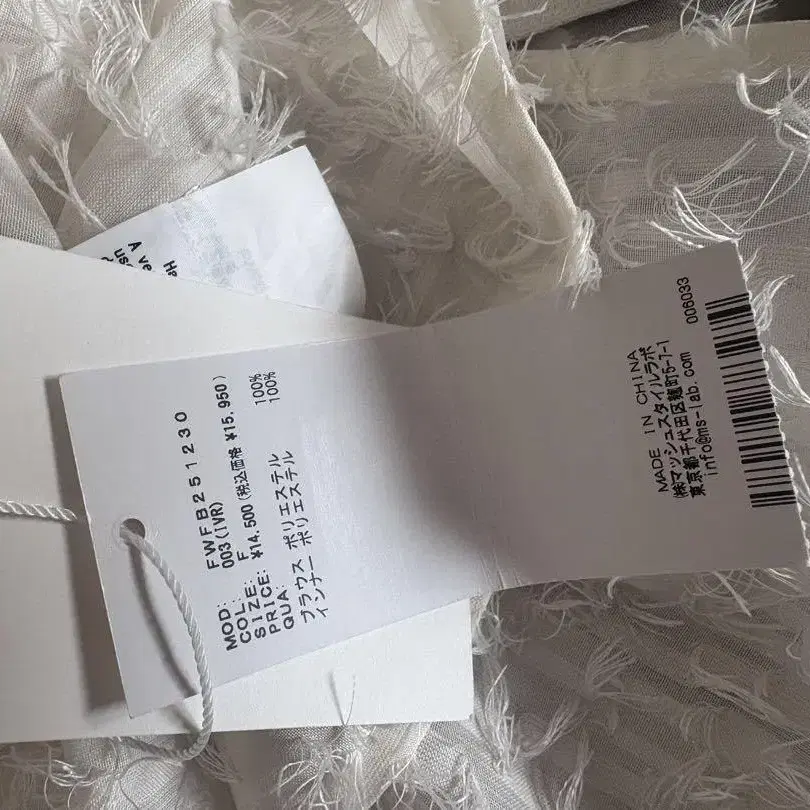 MOD: FWFB251230
COL: 003(IVR)
SIZE: F
PRICE: ¥14.500(税込価格 ¥15.950)
QUA:
ブラウス ポリエステル 100%
インナー ポリエステル 100%
MADE IN CHINA
(株)マッシュスタイルラボ
東京都千代田区麹町5-7-1
info@ms-lab.com
006033
A